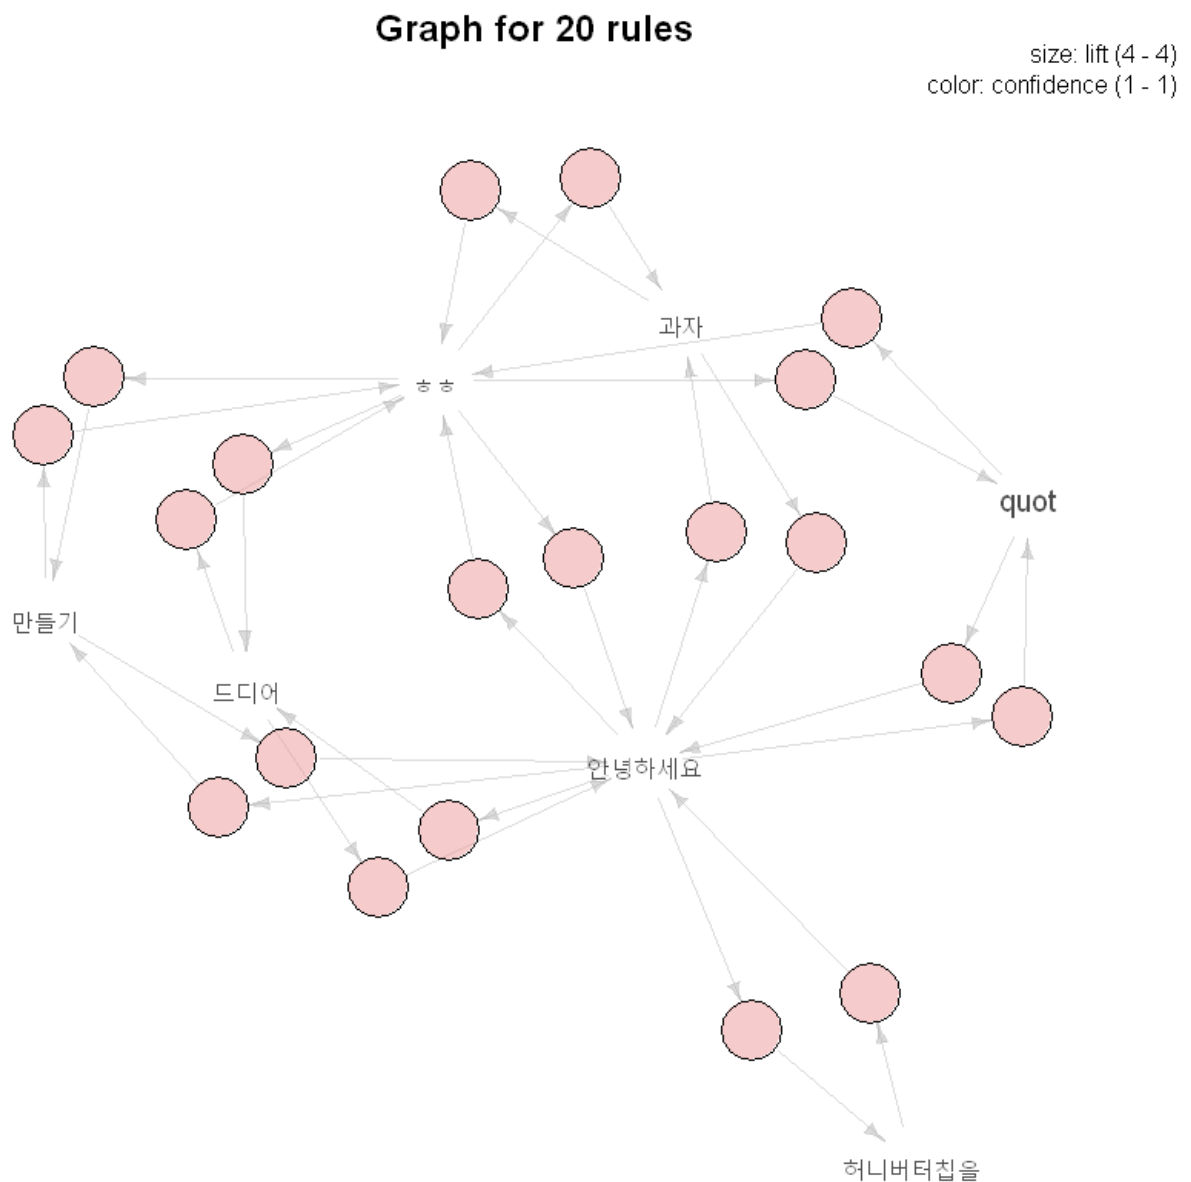 Graph for 20 rules
size: lift (4 - 4)
color: confidence (1 - 1)
과자
ㅎㅎ
quot
만들기
드디어
안녕하세요
허니버터칩을